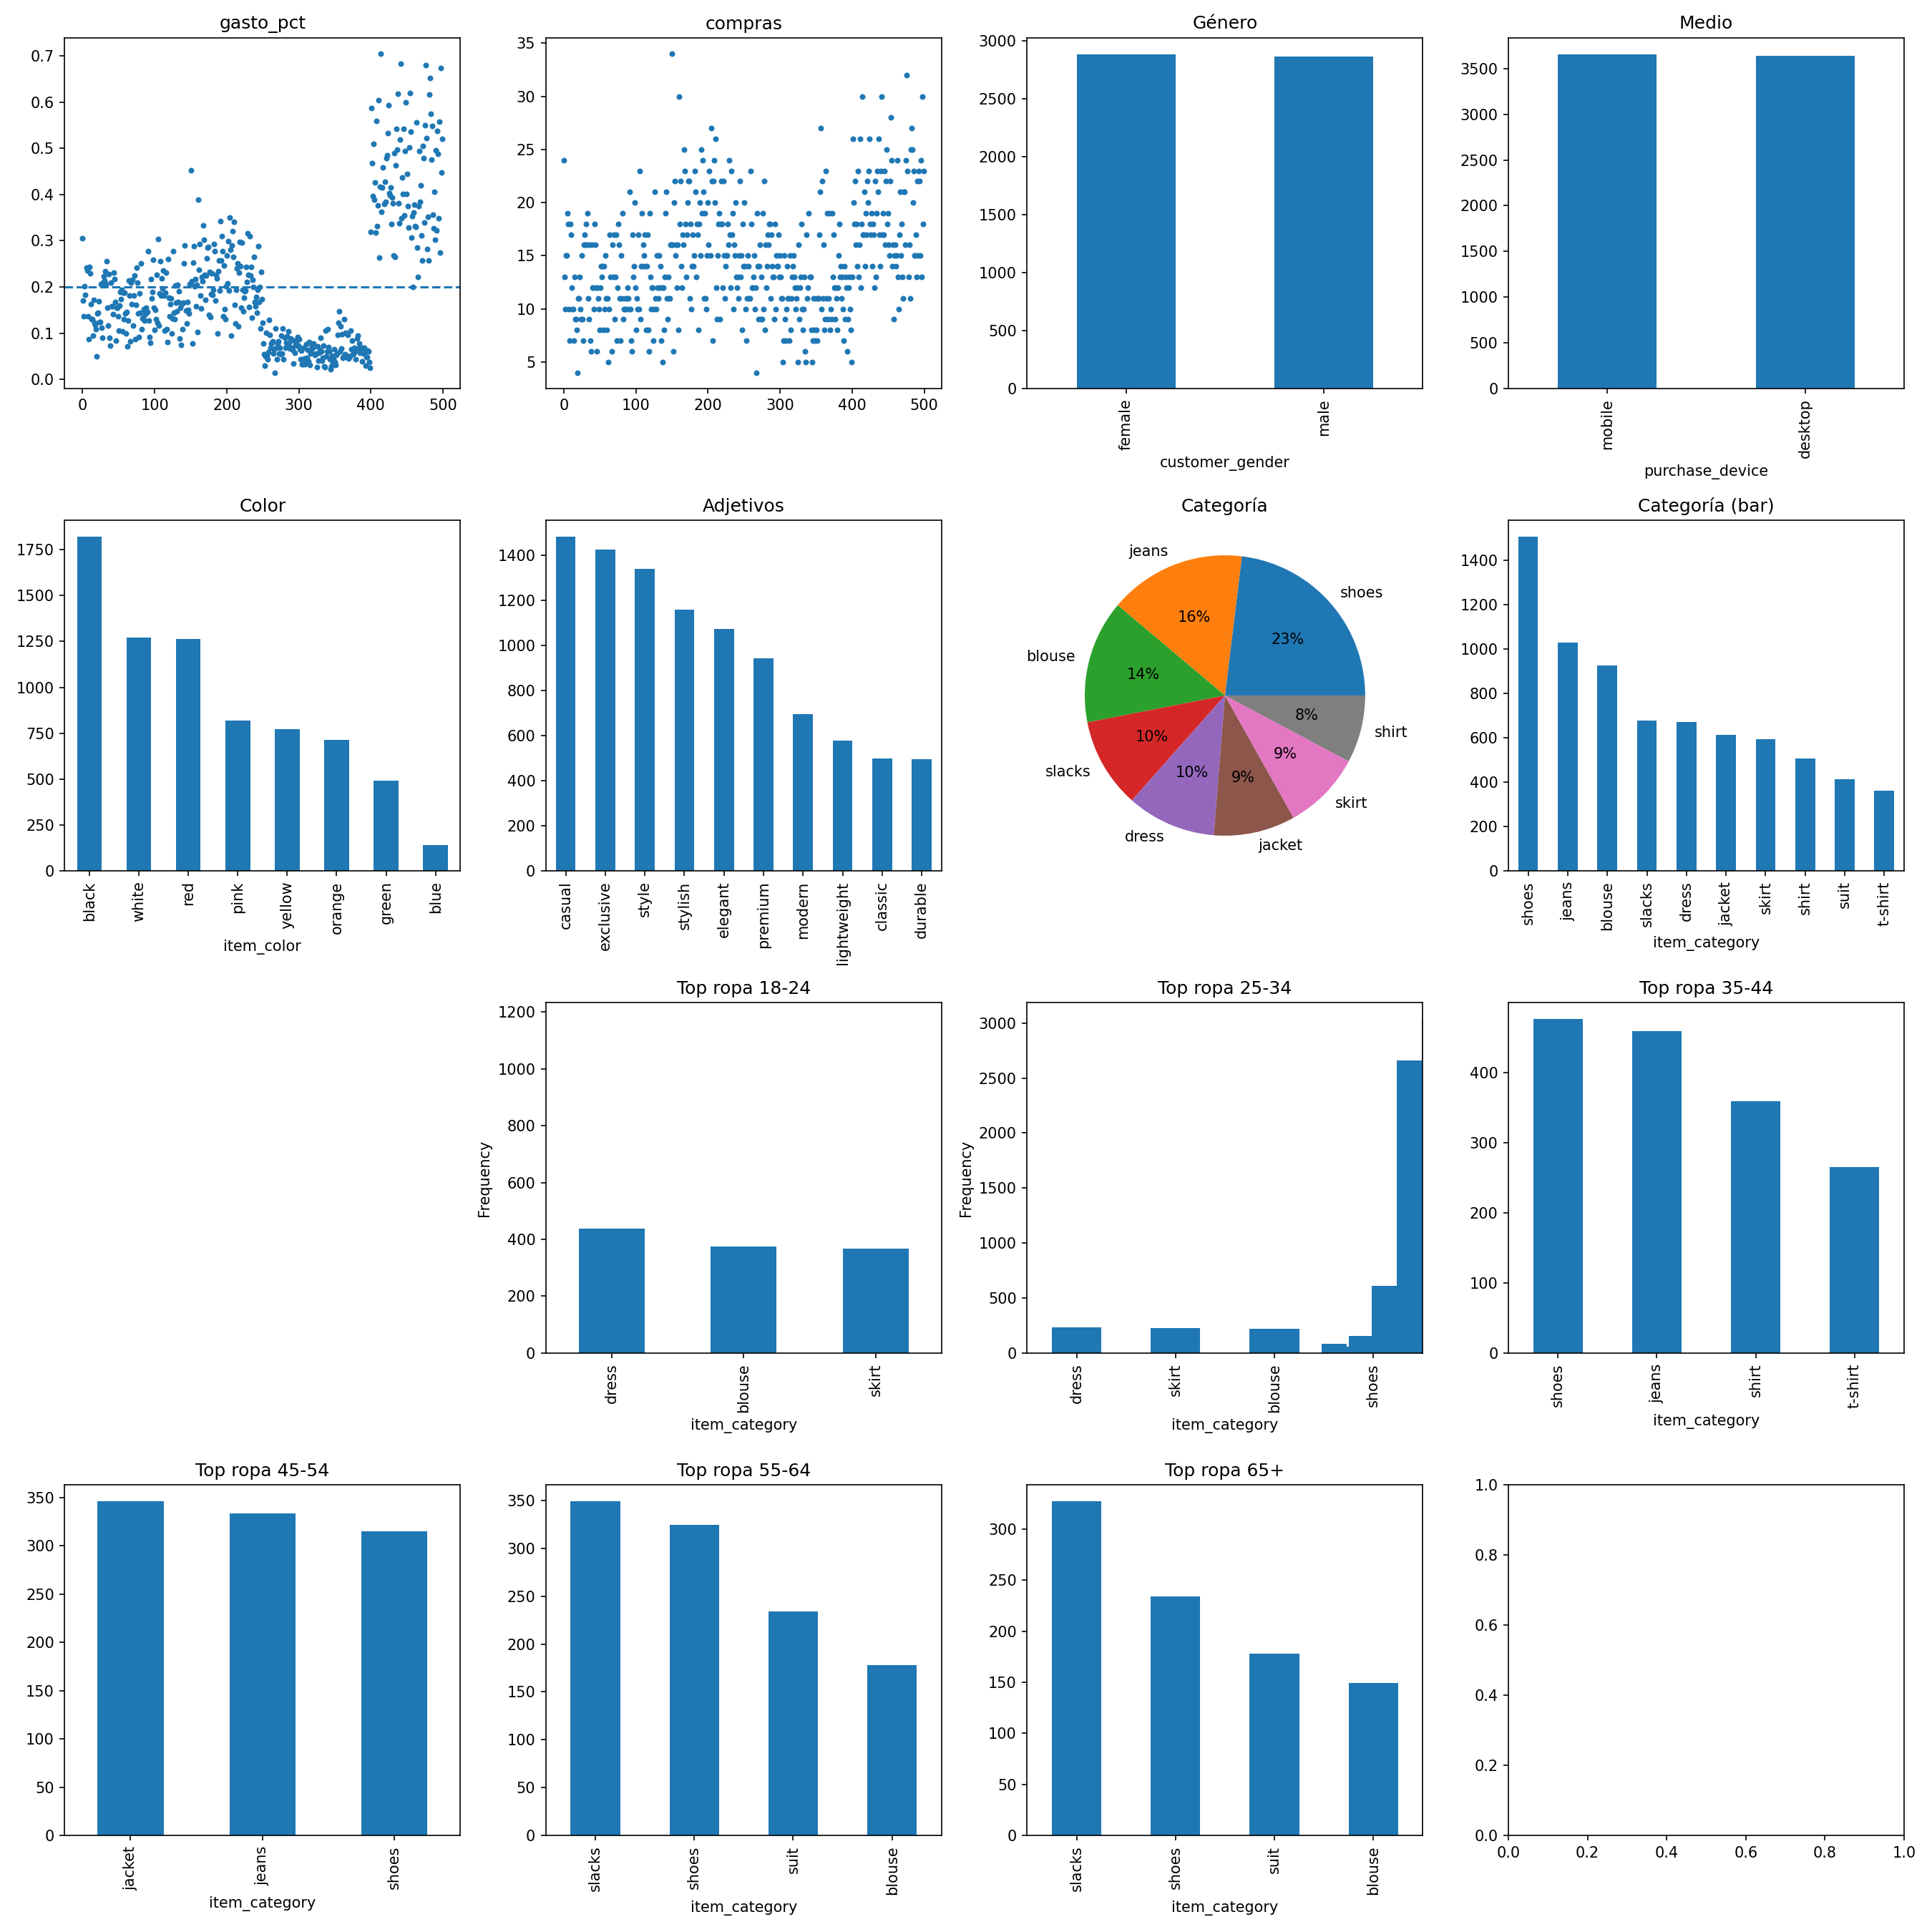 gasto_pct
0.7
0.6
0.5
0.4
0.3
0.2
0.1
0.0
0 100 200 300 400 500
compras
35
30
25
20
15
10
5
0 100 200 300 400 500
Género
3000
2500
2000
1500
1000
500
0
female male
customer_gender
Medio
3500
3000
2500
2000
1500
1000
500
0
mobile desktop
purchase_device
Color
1750
1500
1250
1000
750
500
250
0
black white red pink yellow orange green blue
item_color
Adjetivos
1400
1200
1000
800
600
400
200
0
casual exclusive style stylish elegant premium modern lightweight classic durable
Categoría
jeans
shoes
16%
23%
blouse
14%
8%
shirt
10%
9%
slacks
10%
9%
skirt
dress
jacket
Categoría (bar)
1400
1200
1000
800
600
400
200
0
shoes jeans blouse slacks dress jacket skirt shirt suit t-shirt
item_category
Top ropa 18-24
Frequency
1200
1000
800
600
400
200
0
dress blouse skirt
item_category
Top ropa 25-34
Frequency
3000
2500
2000
1500
1000
500
0
dress skirt blouse shoes
item_category
Top ropa 35-44
400
300
200
100
0
shoes jeans shirt t-shirt
item_category
Top ropa 45-54
350
300
250
200
150
100
50
0
jacket jeans shoes
item_category
Top ropa 55-64
350
300
250
200
150
100
50
0
slacks shoes suit blouse
item_category
Top ropa 65+
300
250
200
150
100
50
0
slacks shoes suit blouse
item_category
1.0
0.8
0.6
0.4
0.2
0.0
0.0 0.2 0.4 0.6 0.8 1.0